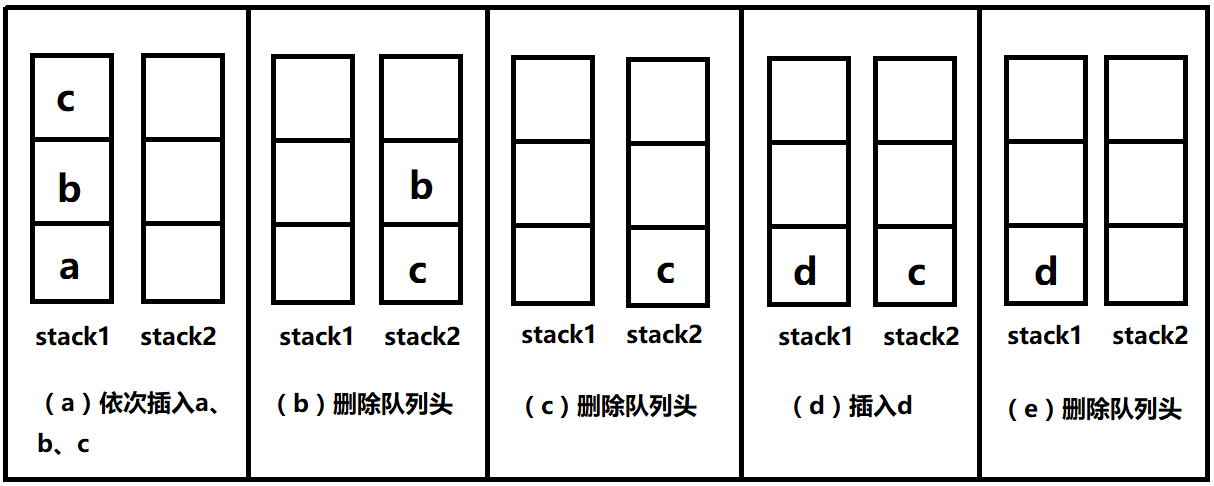 c
b
a
stack1 stack2
（a）依次插入a、
b、c
b
c
stack1 stack2
（b）删除队列头
c
stack1 stack2
（c）删除队列头
d c
stack1 stack2
（d）插入d
d
stack1 stack2
（e）删除队列头